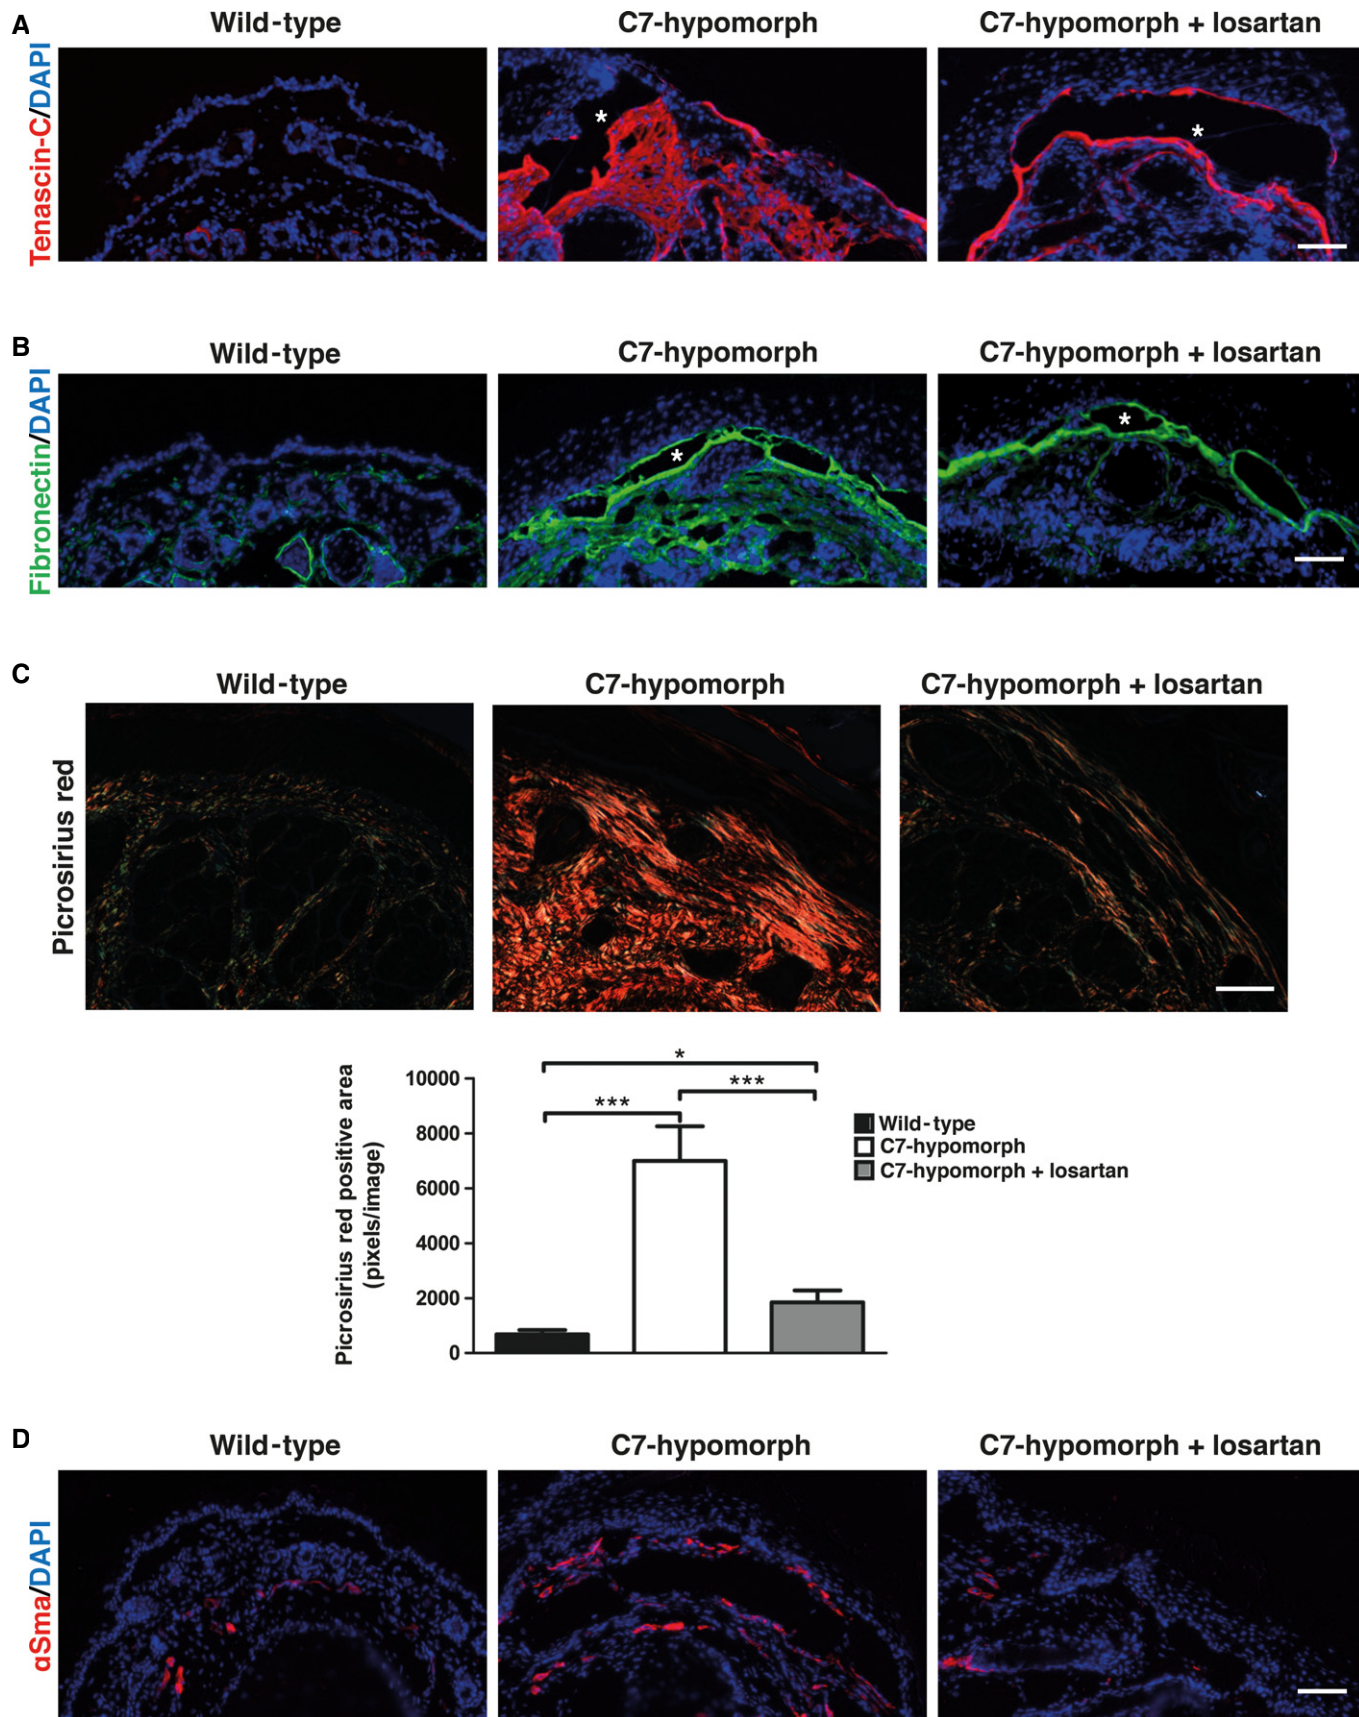 A
Wild-type
C7-hypomorph
C7-hypomorph + losartan
Tenascin-C/DAPI
*
*
B
Wild-type
C7-hypomorph
C7-hypomorph + losartan
Fibronectin/DAPI
*
*
C
Wild-type
C7-hypomorph
C7-hypomorph + losartan
Picrosirius red
Picrosirius red positive area
(pixels/image)
10000
8000
6000
4000
2000
0
*
***
***
Wild-type
C7-hypomorph
C7-hypomorph + losartan
D
Wild-type
C7-hypomorph
C7-hypomorph + losartan
αSma/DAPI